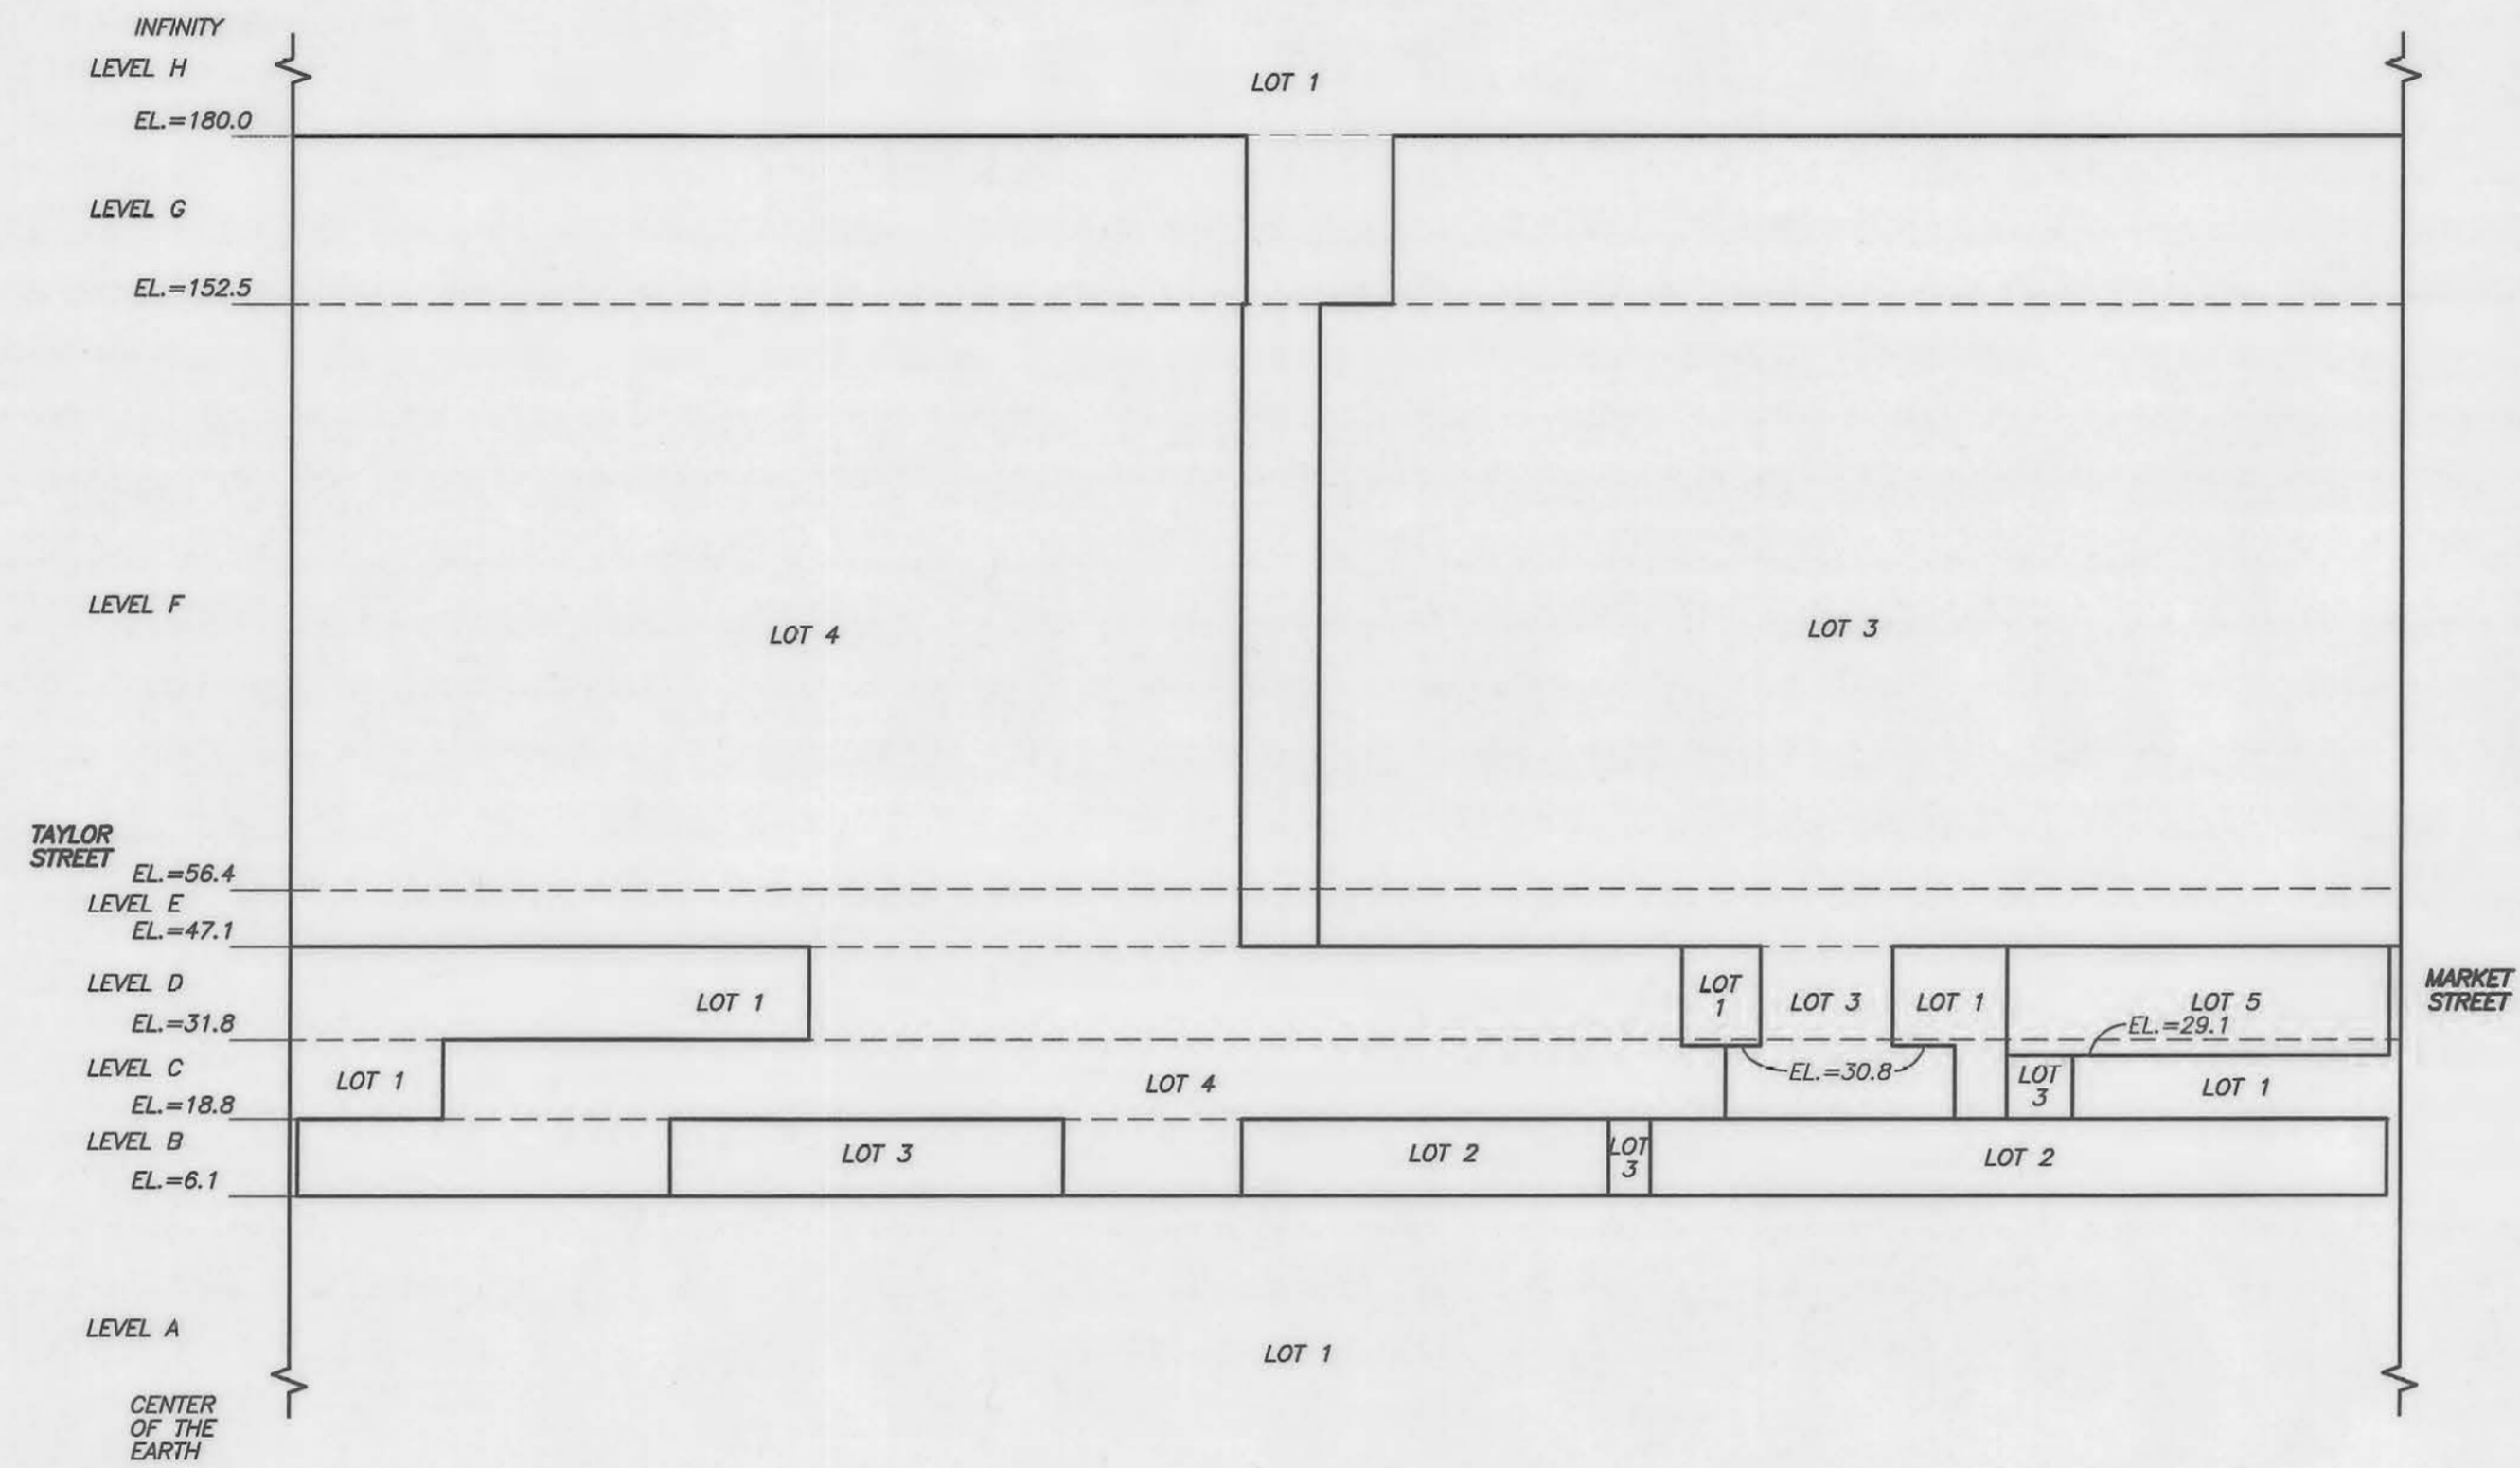 INFINITY
LEVEL H
LOT 1
EL.=180.0
LEVEL G
EL.=152.5
LEVEL F
LOT 4
LOT 3
TAYLOR
STREET
EL.=56.4
LEVEL E
EL.=47.1
LEVEL D
LOT 1
LOT
1
LOT 3
LOT 1
LOT 5
MARKET
STREET
EL.=31.8
EL.=29.1
LEVEL C
LOT 1
LOT 4
EL.=30.8
LOT
3
LOT 1
EL.=18.8
LEVEL B
LOT 3
LOT 2
LOT
3
LOT 2
EL.=6.1
LEVEL A
LOT 1
CENTER
OF THE
EARTH